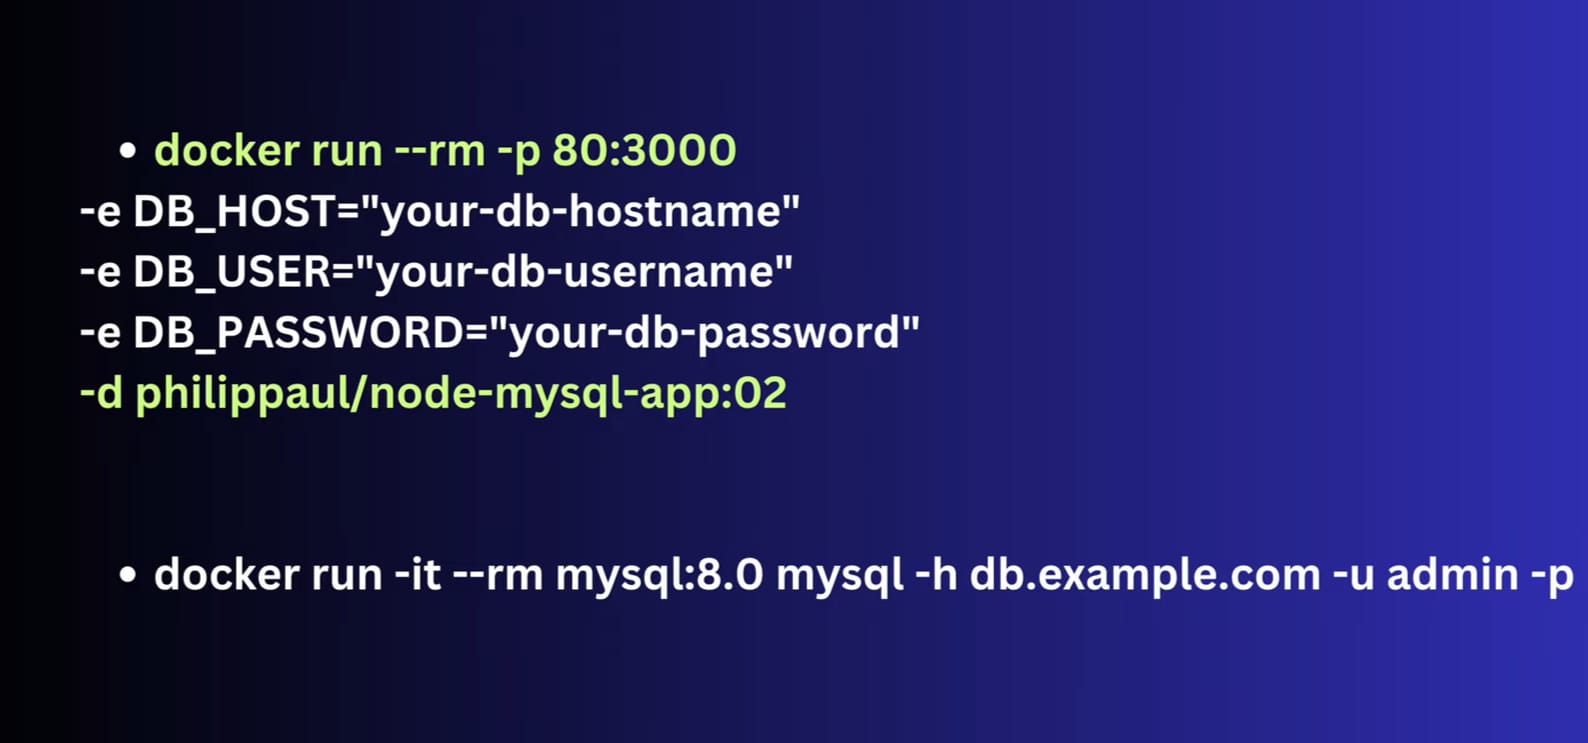 • docker run --rm -p 80:3000
-e DB_HOST="your-db-hostname"
-e DB_USER="your-db-username"
-e DB_PASSWORD="your-db-password"
-d philippaul/node-mysql-app:02
• docker run -it --rm mysql:8.0 mysql -h db.example.com -u admin -p